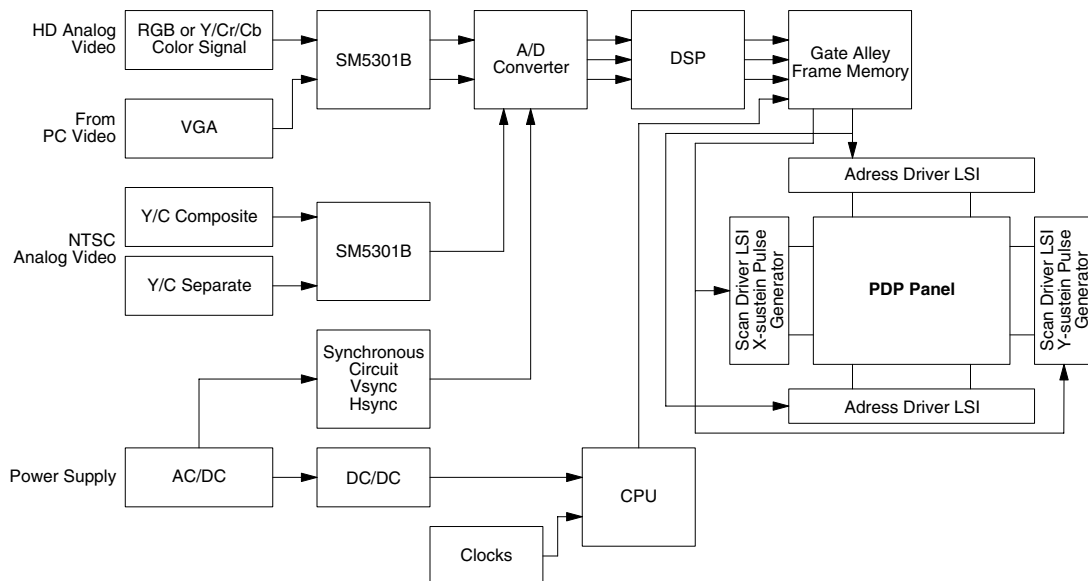 HD Analog
Video
RGB or Y/Cr/Cb
Color Signal
SM5301B
A/D
Converter
DSP
Gate Alley
Frame Memory
From
PC Video
VGA
Adress Driver LSI
Y/C Composite
NTSC
Analog Video
SM5301B
Y/C Separate
Scan Driver LSI
X-sustein Pulse
Generator
PDP Panel
Scan Driver LSI
Y-sustein Pulse
Generator
Synchronous
Circuit
Vsync
Hsync
Adress Driver LSI
Power Supply
AC/DC
DC/DC
CPU
Clocks